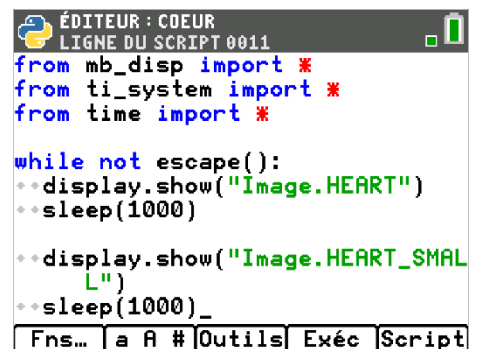 ÉDITEUR : COEUR
LIGNE DU SCRIPT 0011
from mb_disp import *
from ti_system import *
from time import *
while not escape():
··display.show("Image.HEART")
··sleep(1000)
··display.show("Image.HEART_SMAL
L")
··sleep(1000)_
Fns… a A # Outils Exéc Script